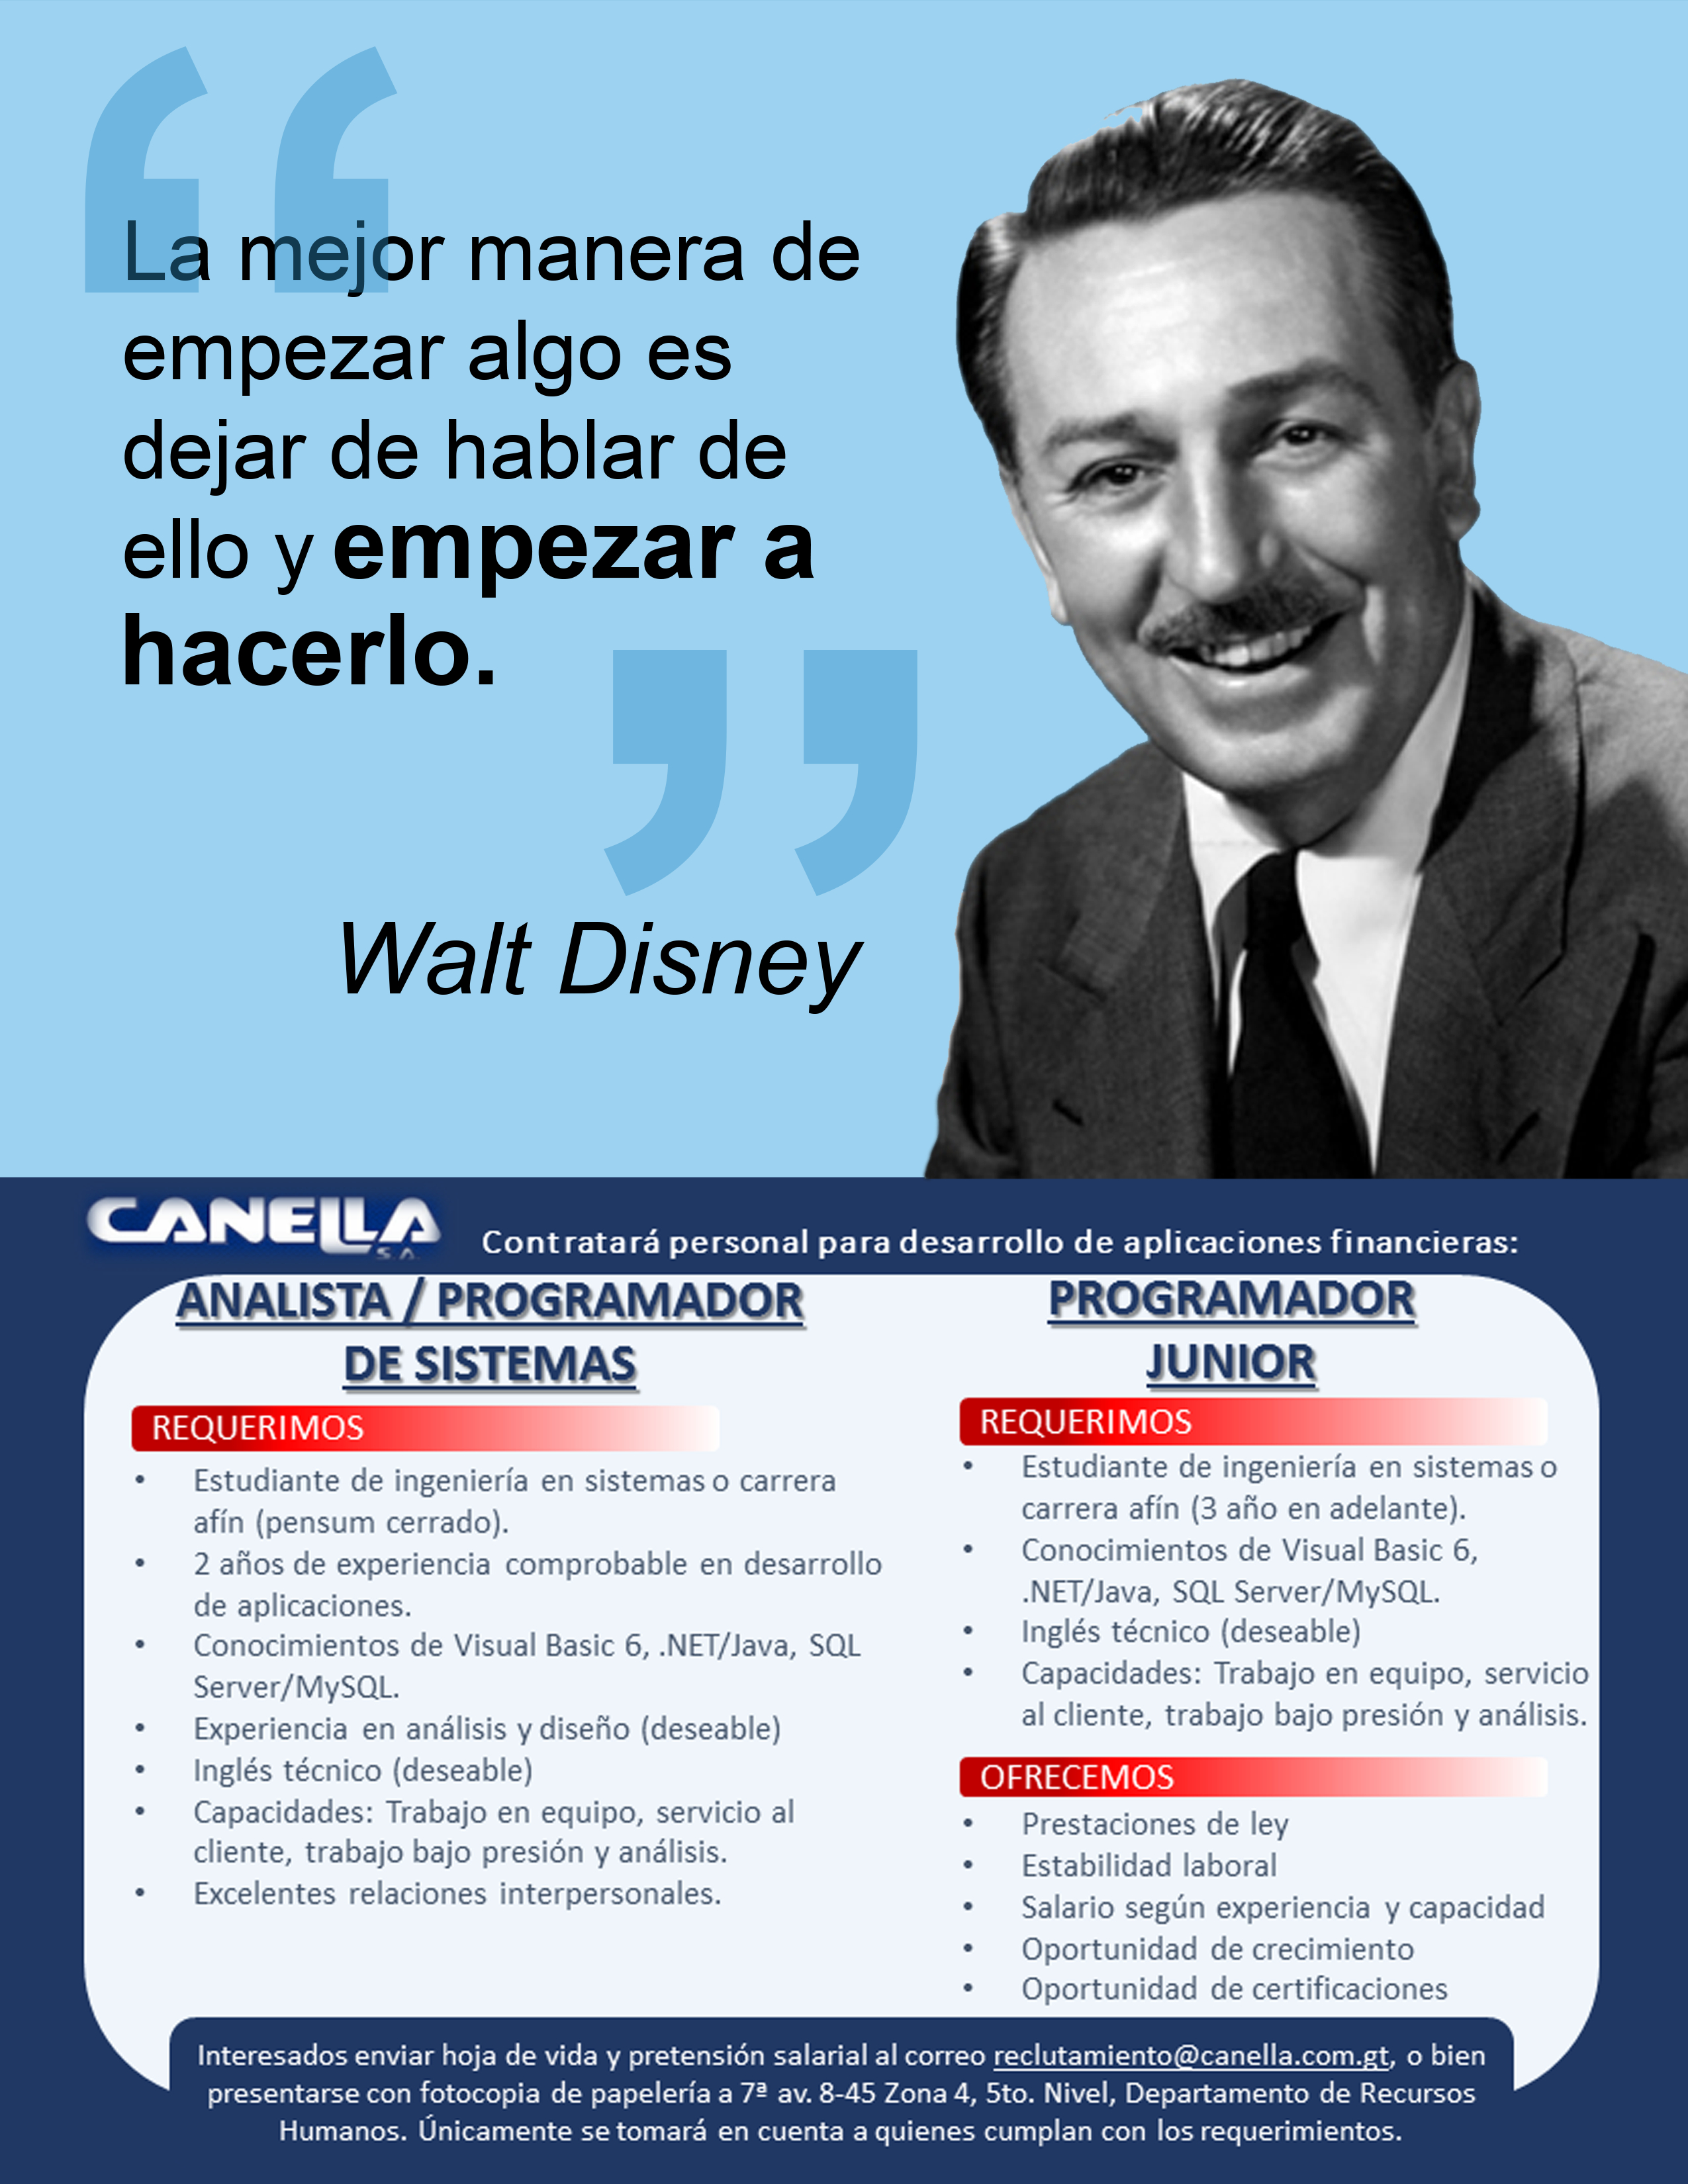 La mejor manera de
empezar algo es
dejar de hablar de
ello y empezar a
hacerlo.
Walt Disney
CANELLA
S.A.
Contratará personal para desarrollo de aplicaciones financieras:
ANALISTA / PROGRAMADOR
DE SISTEMAS
REQUERIMOS
• Estudiante de ingeniería en sistemas o carrera
afín (pensum cerrado).
• 2 años de experiencia comprobable en desarrollo
de aplicaciones.
• Conocimientos de Visual Basic 6, .NET/Java, SQL
Server/MySQL.
• Experiencia en análisis y diseño (deseable)
• Inglés técnico (deseable)
• Capacidades: Trabajo en equipo, servicio al
cliente, trabajo bajo presión y análisis.
• Excelentes relaciones interpersonales.
PROGRAMADOR
JUNIOR
REQUERIMOS
• Estudiante de ingeniería en sistemas o
carrera afín (3 año en adelante).
• Conocimientos de Visual Basic 6,
.NET/Java, SQL Server/MySQL.
• Inglés técnico (deseable)
• Capacidades: Trabajo en equipo, servicio
al cliente, trabajo bajo presión y análisis.
OFRECEMOS
• Prestaciones de ley
• Estabilidad laboral
• Salario según experiencia y capacidad
• Oportunidad de crecimiento
• Oportunidad de certificaciones
Interesados enviar hoja de vida y pretensión salarial al correo reclutamiento@canella.com.gt, o bien
presentarse con fotocopia de papelería a 7ª av. 8-45 Zona 4, 5to. Nivel, Departamento de Recursos
Humanos. Únicamente se tomará en cuenta a quienes cumplan con los requerimientos.